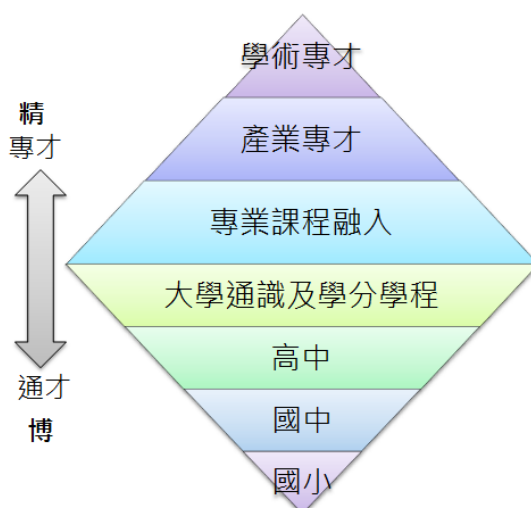 學術專才
產業專才
專業課程融入
大學通識及學分學程
高中
國中
國小
精
專才
通才
博